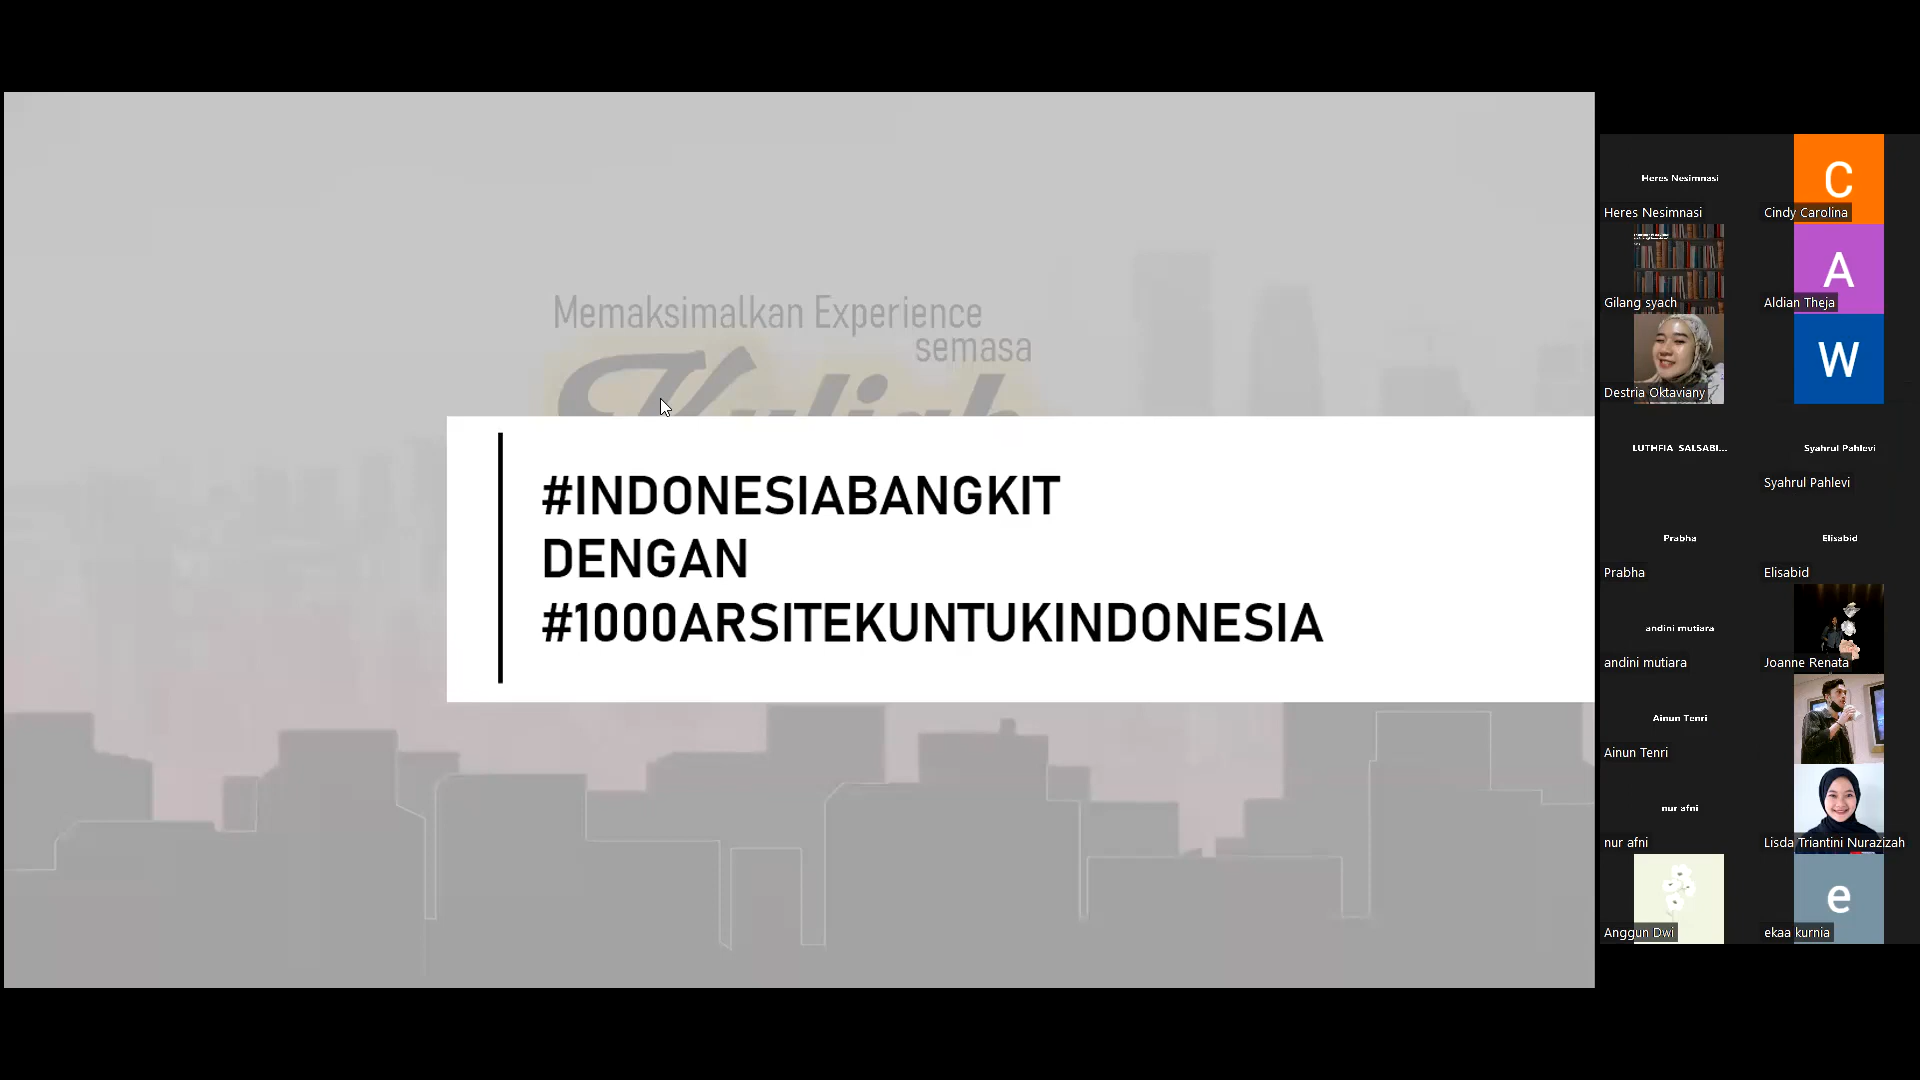 Memaksimalkan Experience
semasa
Kuliah
#INDONESIABANGKIT
DENGAN
#1000ARSITEKUNTUKINDONESIA
Heres Nesimnasi
Heres Nesimnasi
C
Cindy Carolina
Gilang syach
A
Aldian Theja
Destria Oktaviany
W
LUTHFIA SALSABI...
Syahrul Pahlevi
Syahrul Pahlevi
Prabha
Prabha
Elisabid
Elisabid
andini mutiara
andini mutiara
Joanne Renata
Ainun Tenri
Ainun Tenri
nur afni
nur afni
Lisda Triantini Nurazizah
Anggun Dwi
e
ekaa kurnia